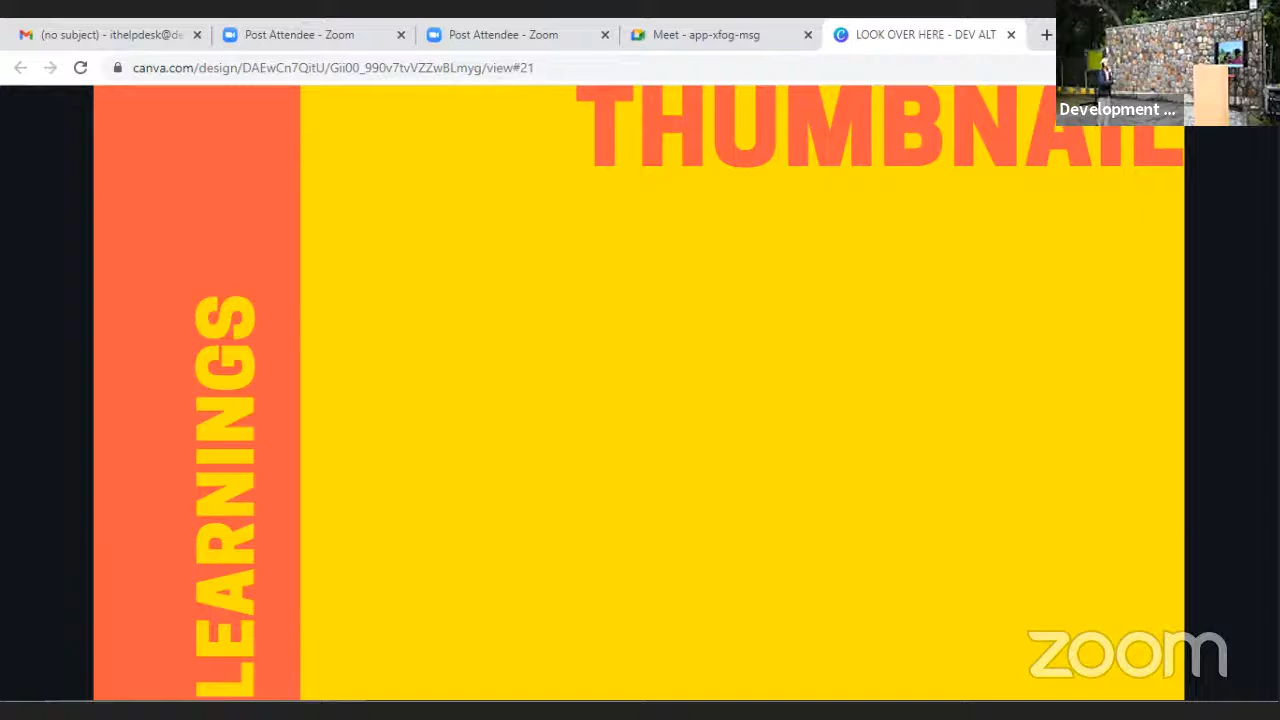 (no subject) - ithelpdesk@de
Post Attendee - Zoom
Post Attendee - Zoom
Meet - app-xfog-msg
LOOK OVER HERE - DEV ALT
canva.com/design/DAEwCn7QitU/Gii00_990v7tvVZZwBLmyg/view#21
Development ...
THUMBNAIL
LEARNINGS
zoom